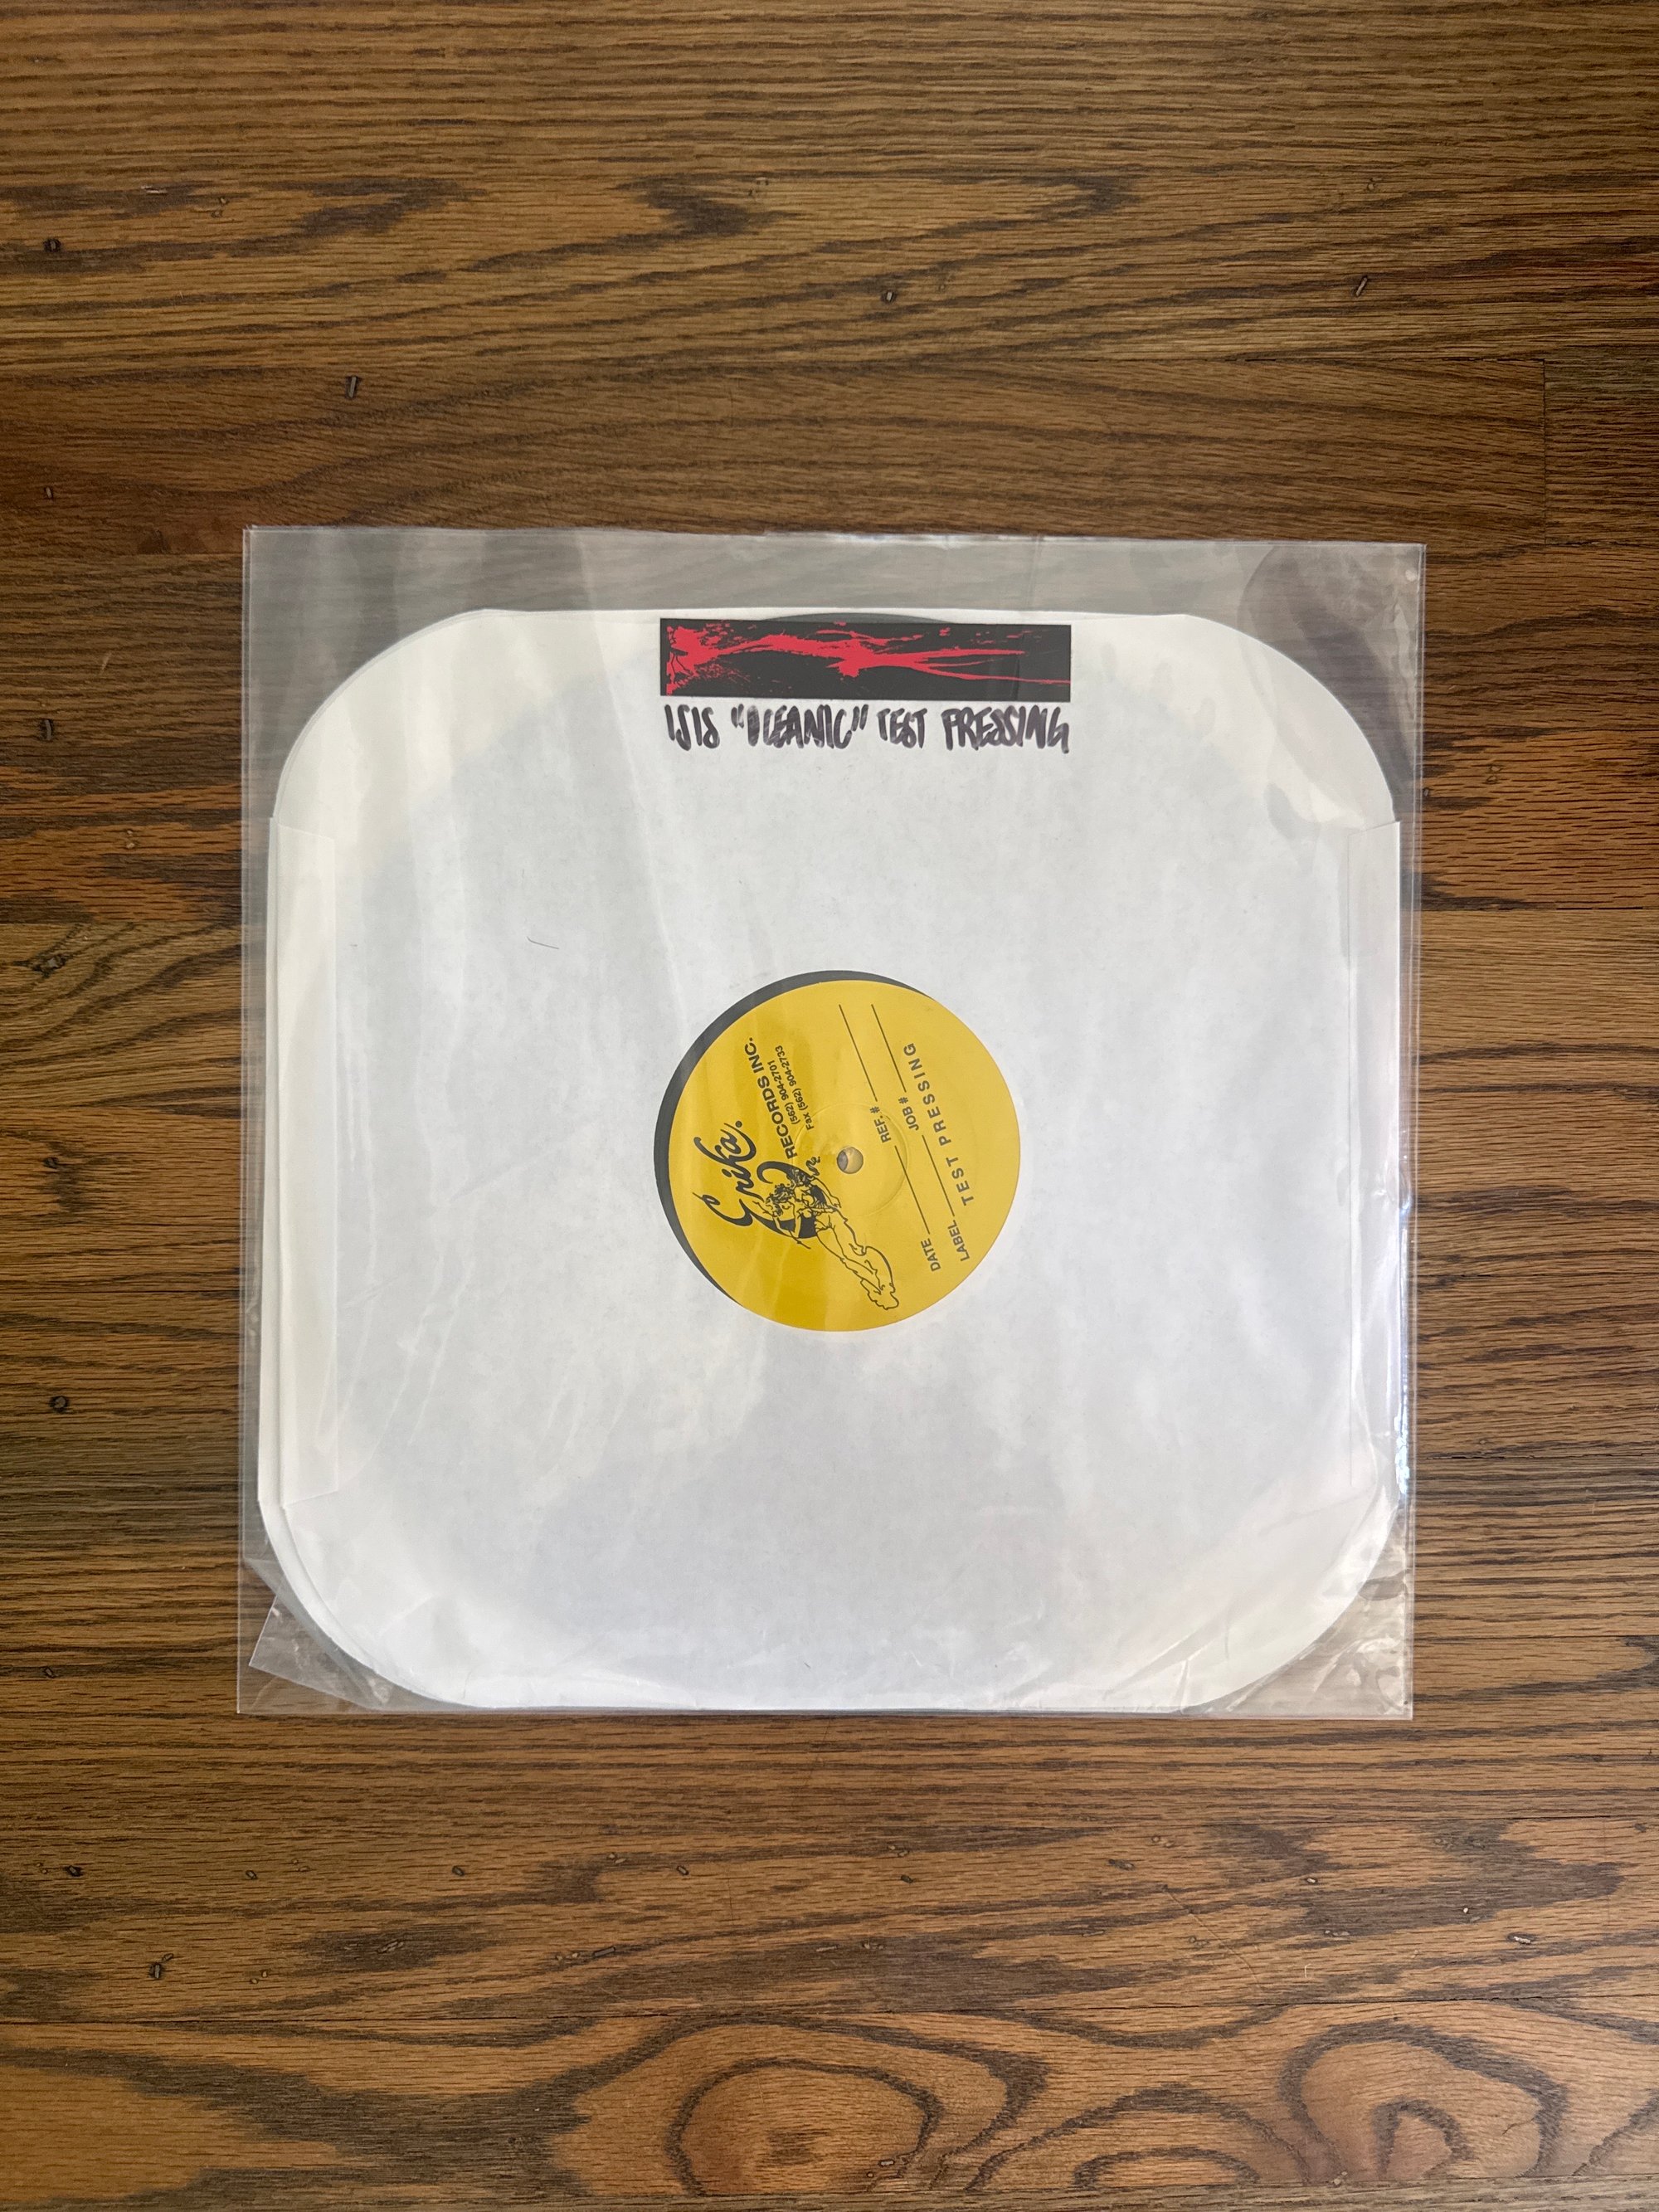 ISIS "OCEANIC" TEST PRESSING
Erika
RECORDS INC.
(562) 904-2701
Fax (562) 904-2733
REF. #
JOB #
DATE
LABEL
TEST PRESSING